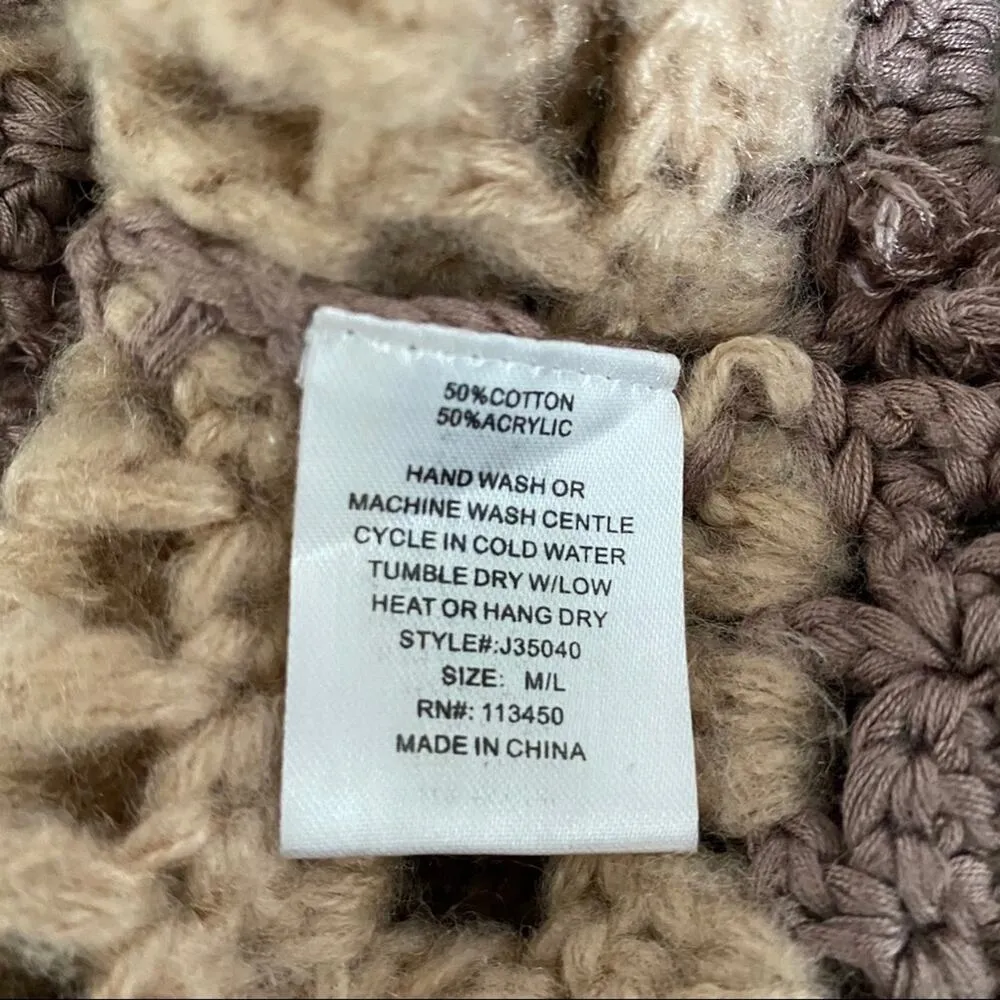 50%COTTON
50%ACRYLIC
HAND WASH OR
MACHINE WASH CENTLE
CYCLE IN COLD WATER
TUMBLE DRY W/LOW
HEAT OR HANG DRY
STYLE#:J35040
SIZE: M/L
RN#: 113450
MADE IN CHINA